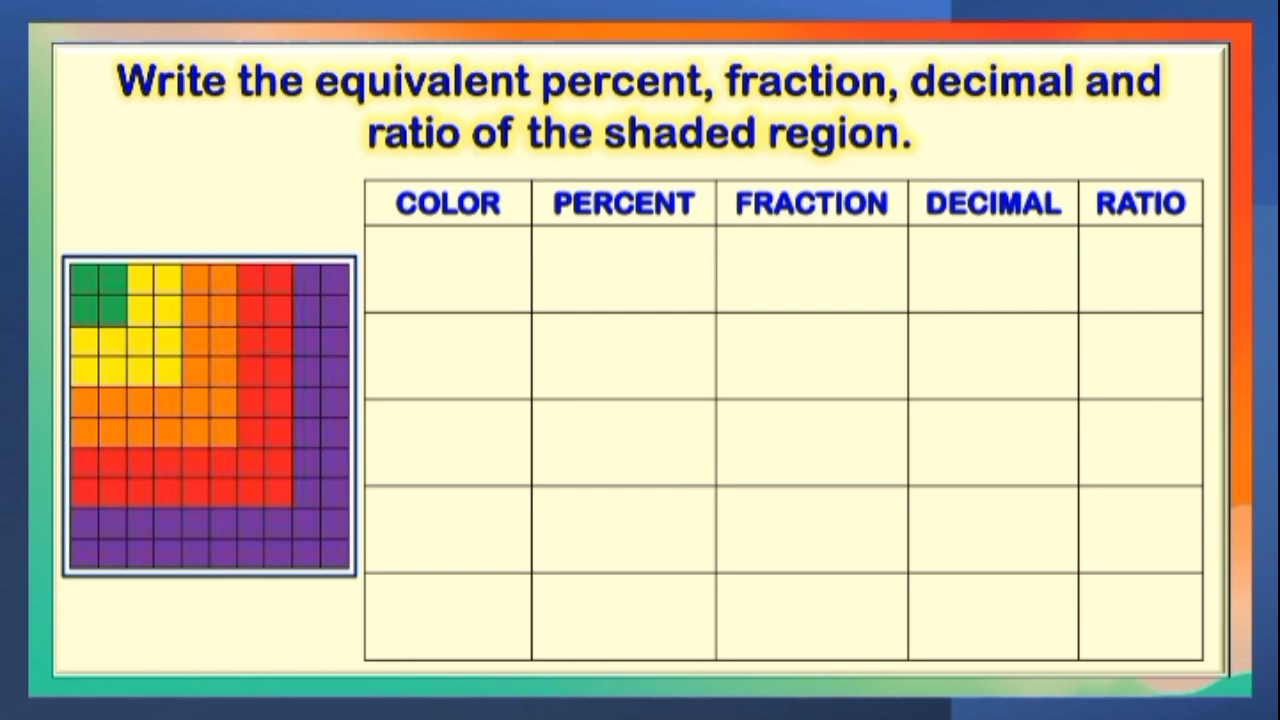 Write the equivalent percent, fraction, decimal and
ratio of the shaded region.
COLOR PERCENT FRACTION DECIMAL RATIO